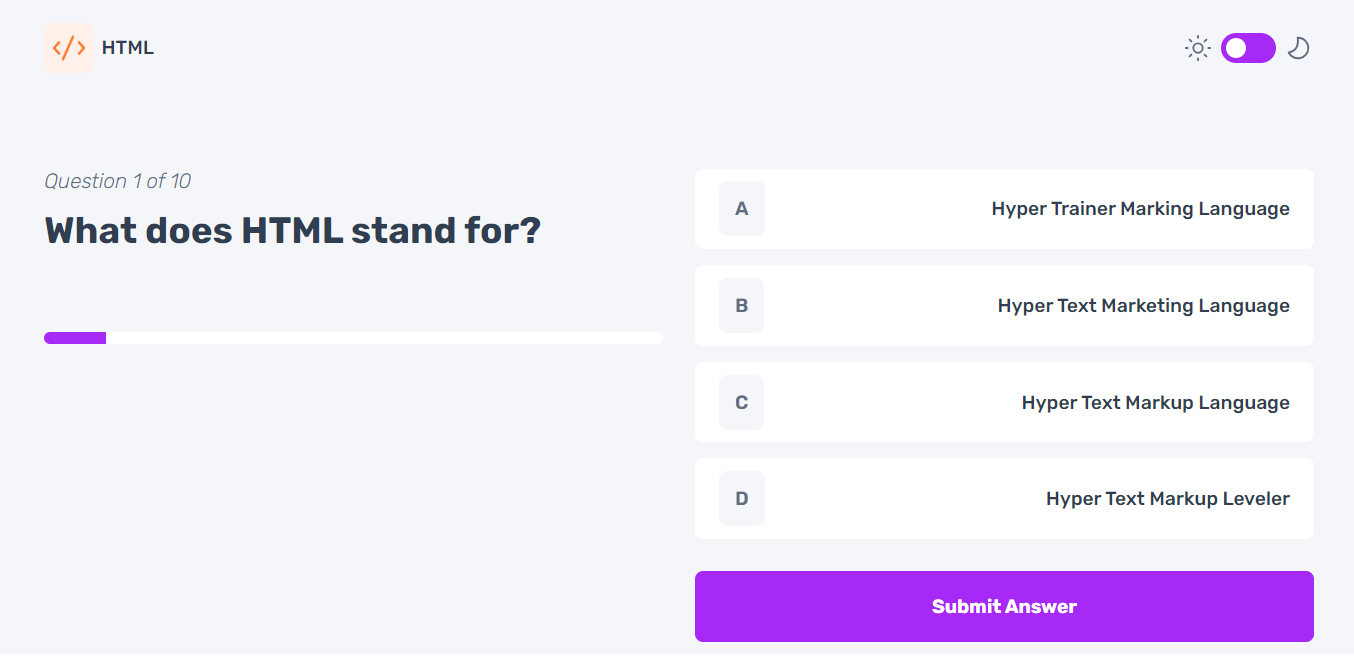 HTML
Question 1 of 10
What does HTML stand for?
A Hyper Trainer Marking Language
B Hyper Text Marketing Language
C Hyper Text Markup Language
D Hyper Text Markup Leveler
Submit Answer